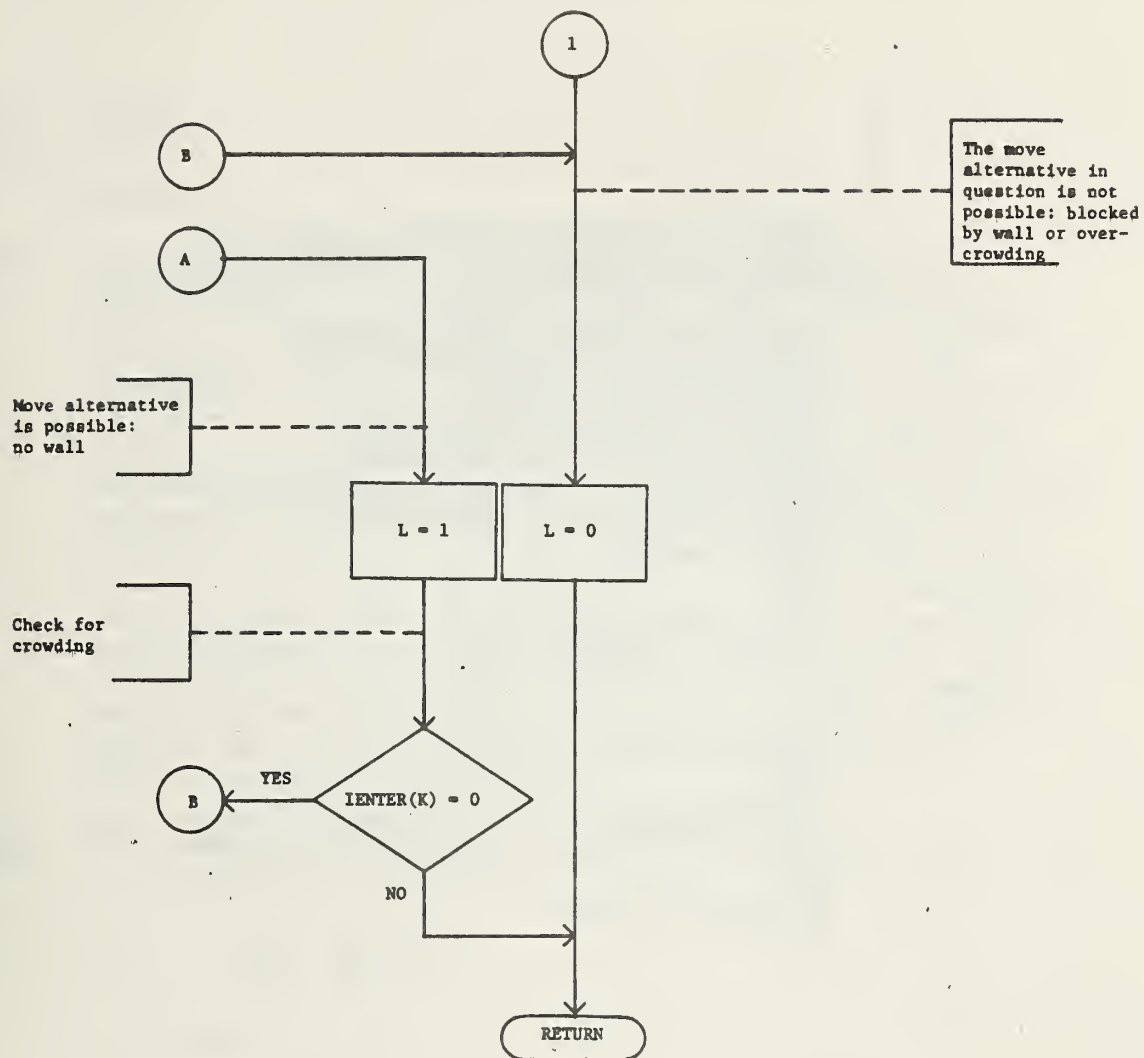 1
B
The move
alternative in
question is not
possible: blocked
by wall or over-
crowding
A
Move alternative
is possible:
no wall
L = 1
L = 0
Check for
crowding
YES
B
IENTER(K) = 0
NO
RETURN